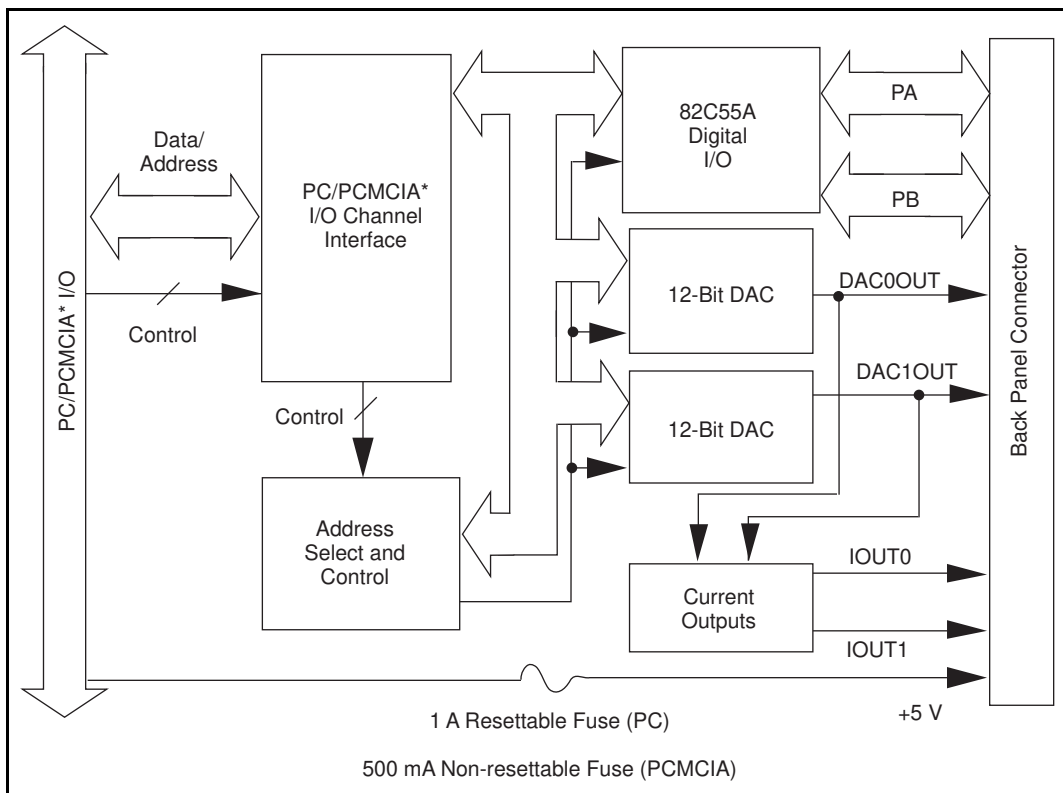 PC/PCMCIA* I/O
Data/
Address
Control
PC/PCMCIA*
I/O Channel
Interface
Control
Address
Select and
Control
82C55A
Digital
I/O
PA
PB
12-Bit DAC
DAC0OUT
12-Bit DAC
DAC1OUT
Current
Outputs
IOUT0
IOUT1
Back Panel Connector
+5 V
1 A Resettable Fuse (PC)
500 mA Non-resettable Fuse (PCMCIA)